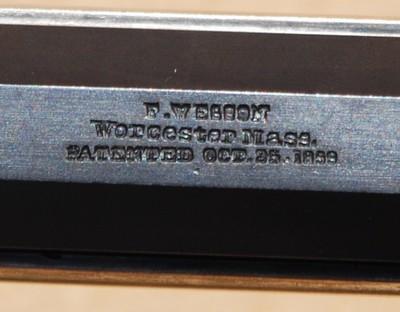 F. WESSON
Worcester Mass.
PATENTED OCT. 25. 1859